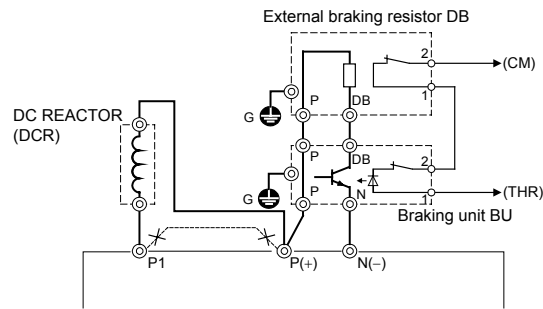 External braking resistor DB
2
(CM)
1
P
DB
G
DC REACTOR
(DCR)
P
DB
2
P
N
1
(THR)
G
Braking unit BU
P1
P(+)
N(−)